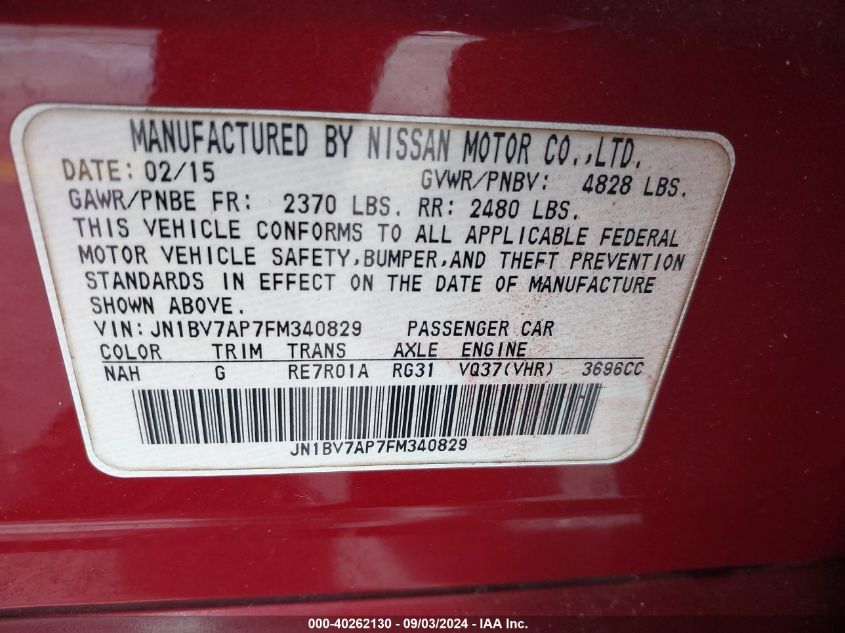 MANUFACTURED BY NISSAN MOTOR CO.,LTD.
DATE: 02/15 GVWR/PNBV: 4828 LBS.
GAWR/PNBE FR: 2370 LBS. RR: 2480 LBS.
THIS VEHICLE CONFORMS TO ALL APPLICABLE FEDERAL
MOTOR VEHICLE SAFETY,BUMPER,AND THEFT PREVENTION
STANDARDS IN EFFECT ON THE DATE OF MANUFACTURE
SHOWN ABOVE.
VIN: JN1BV7AP7FM340829 PASSENGER CAR
COLOR TRIM TRANS AXLE ENGINE
NAH G RE7R01A RG31 VQ37(VHR) 3696CC
JN1BV7AP7FM340829
000-40262130 - 09/03/2024 - IAA Inc.